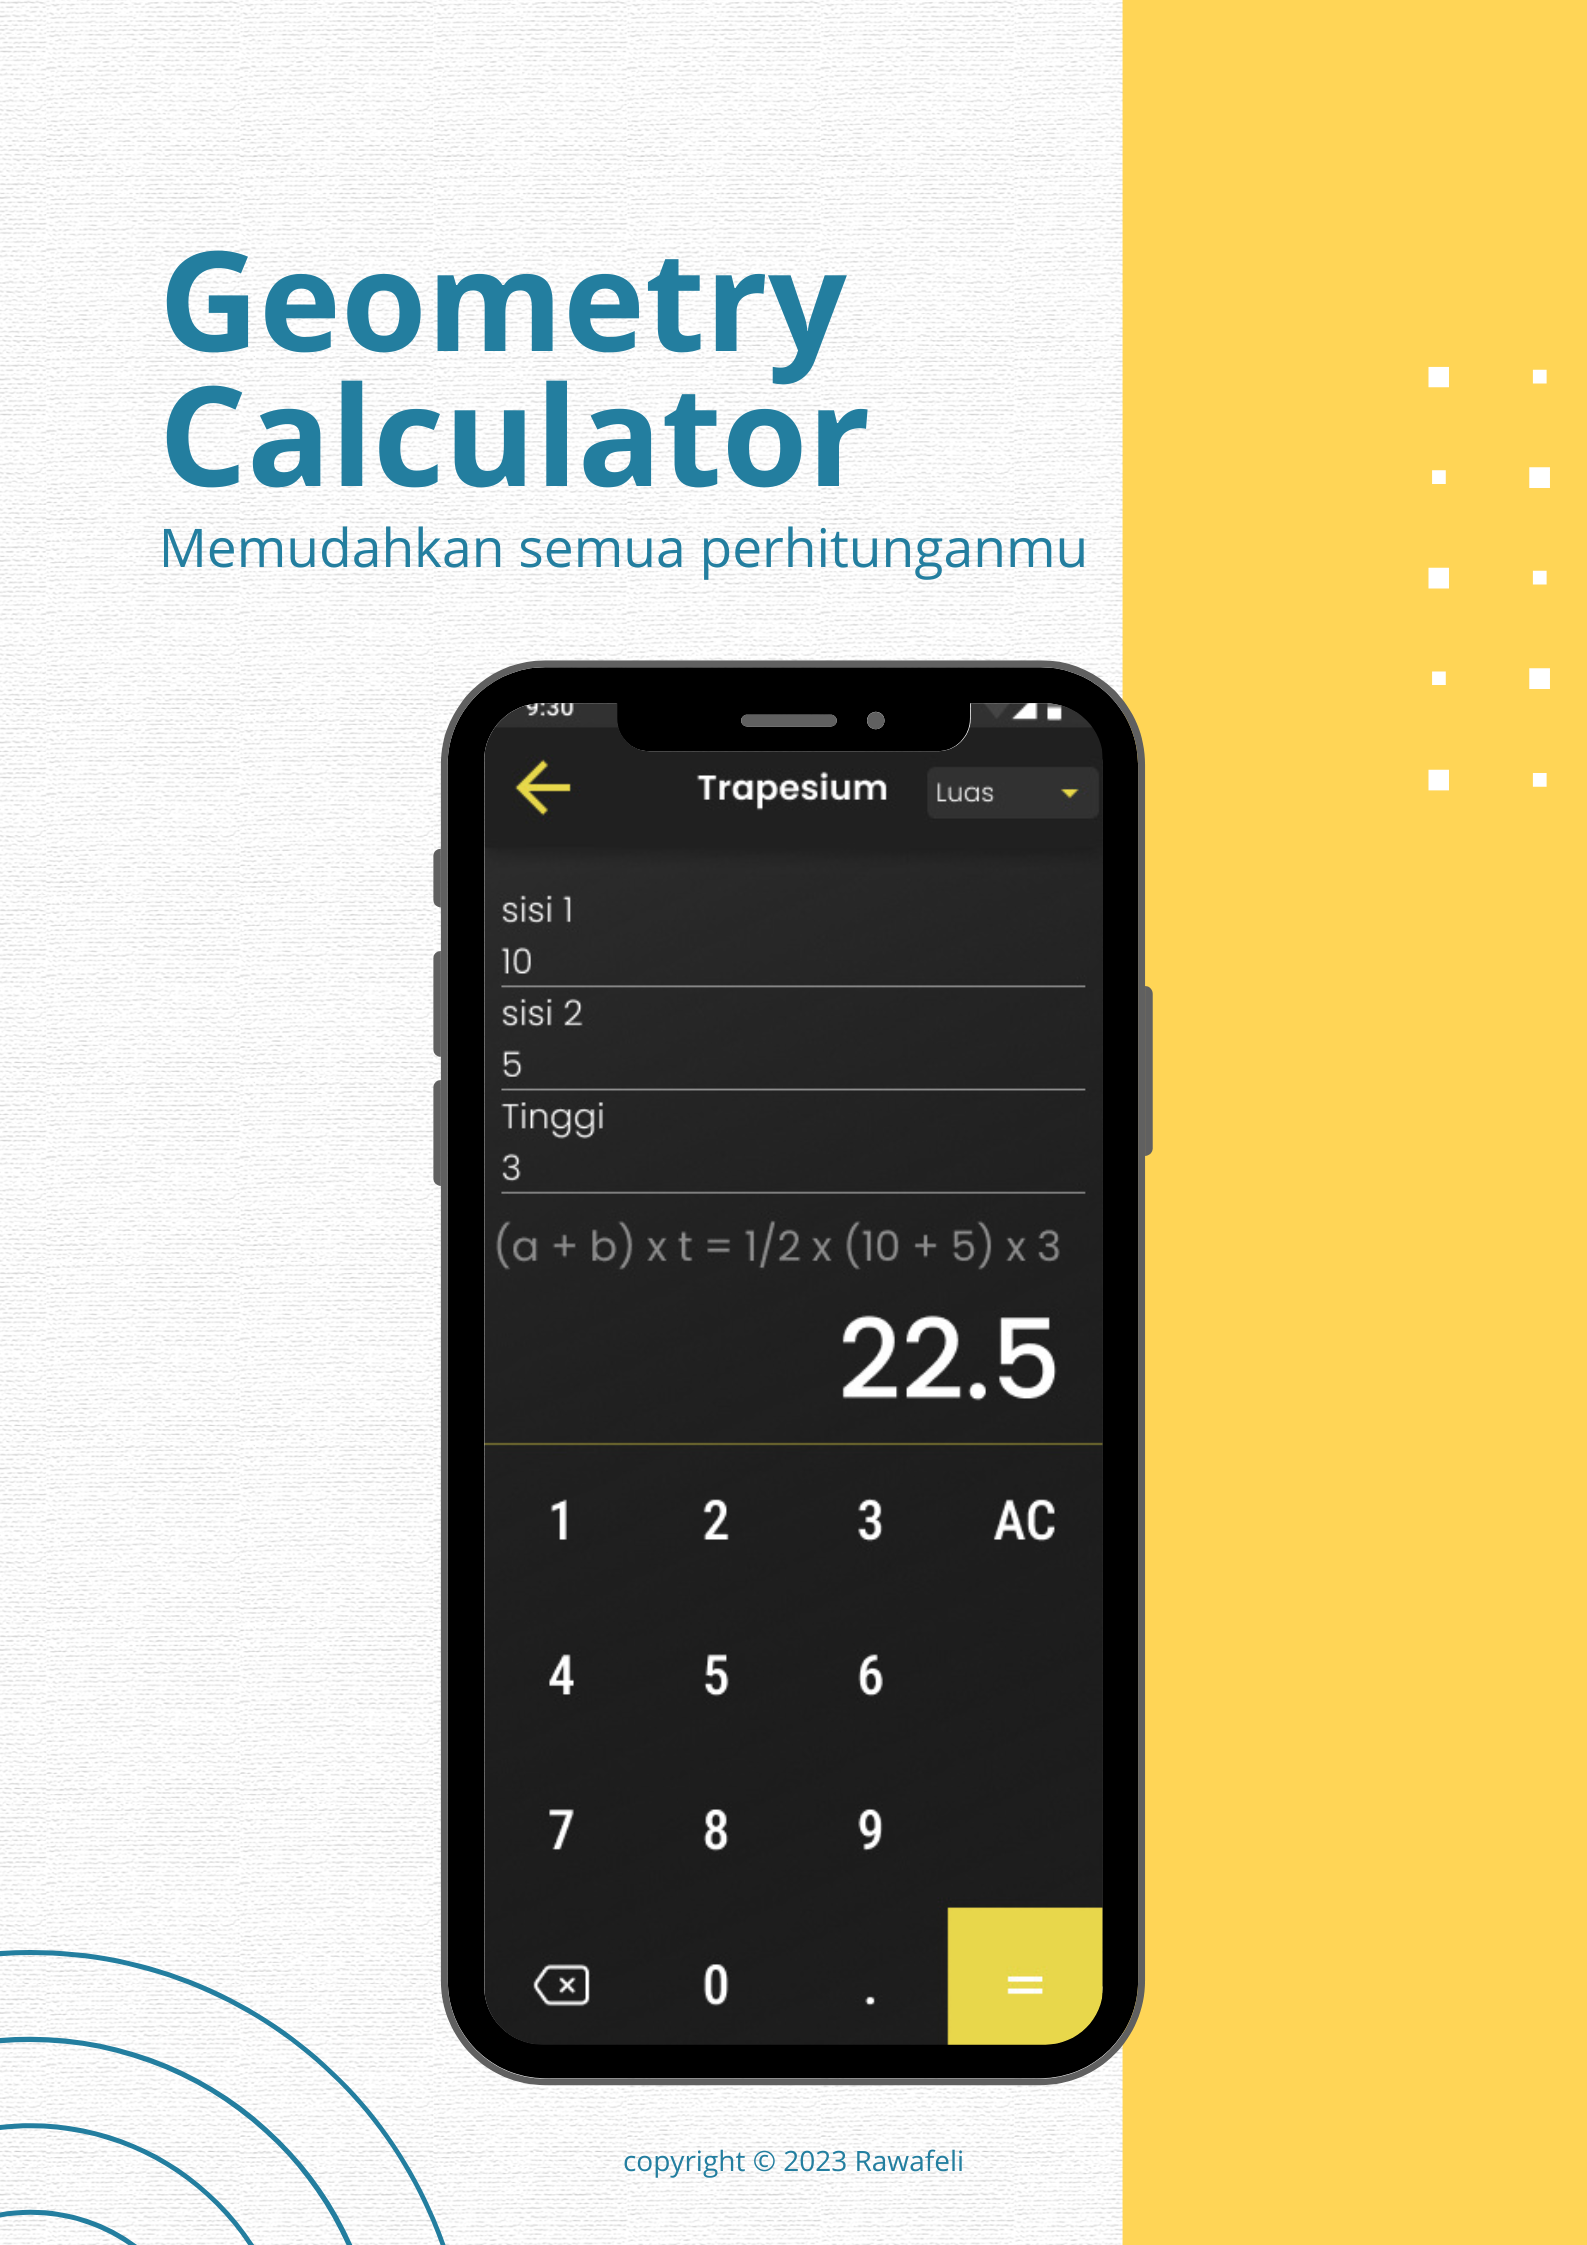 Geometry
Calculator
Memudahkan semua perhitunganmu
9:30
Trapesium
Luas
sisi 1
10
sisi 2
5
Tinggi
3
(a + b) x t = 1/2 x (10 + 5) x 3
22.5
1 2 3 AC
4 5 6
7 8 9
0 . =
copyright © 2023 Rawafeli